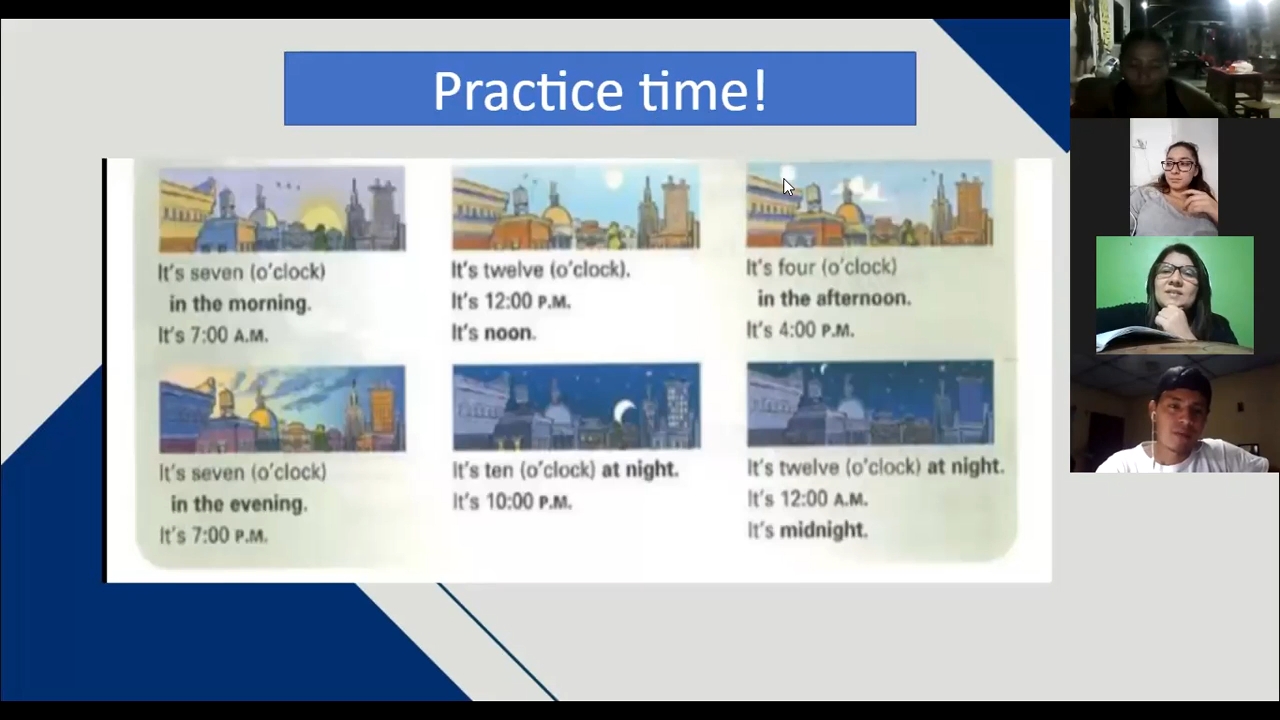 Practice time!
It's seven (o'clock)
in the morning.
It's 7:00 A.M.
It's twelve (o'clock).
It's 12:00 P.M.
It's noon.
It's four (o'clock)
in the afternoon.
It's 4:00 P.M.
It's seven (o'clock)
in the evening.
It's 7:00 P.M.
It's ten (o'clock) at night.
It's 10:00 P.M.
It's twelve (o'clock) at night.
It's 12:00 A.M.
It's midnight.